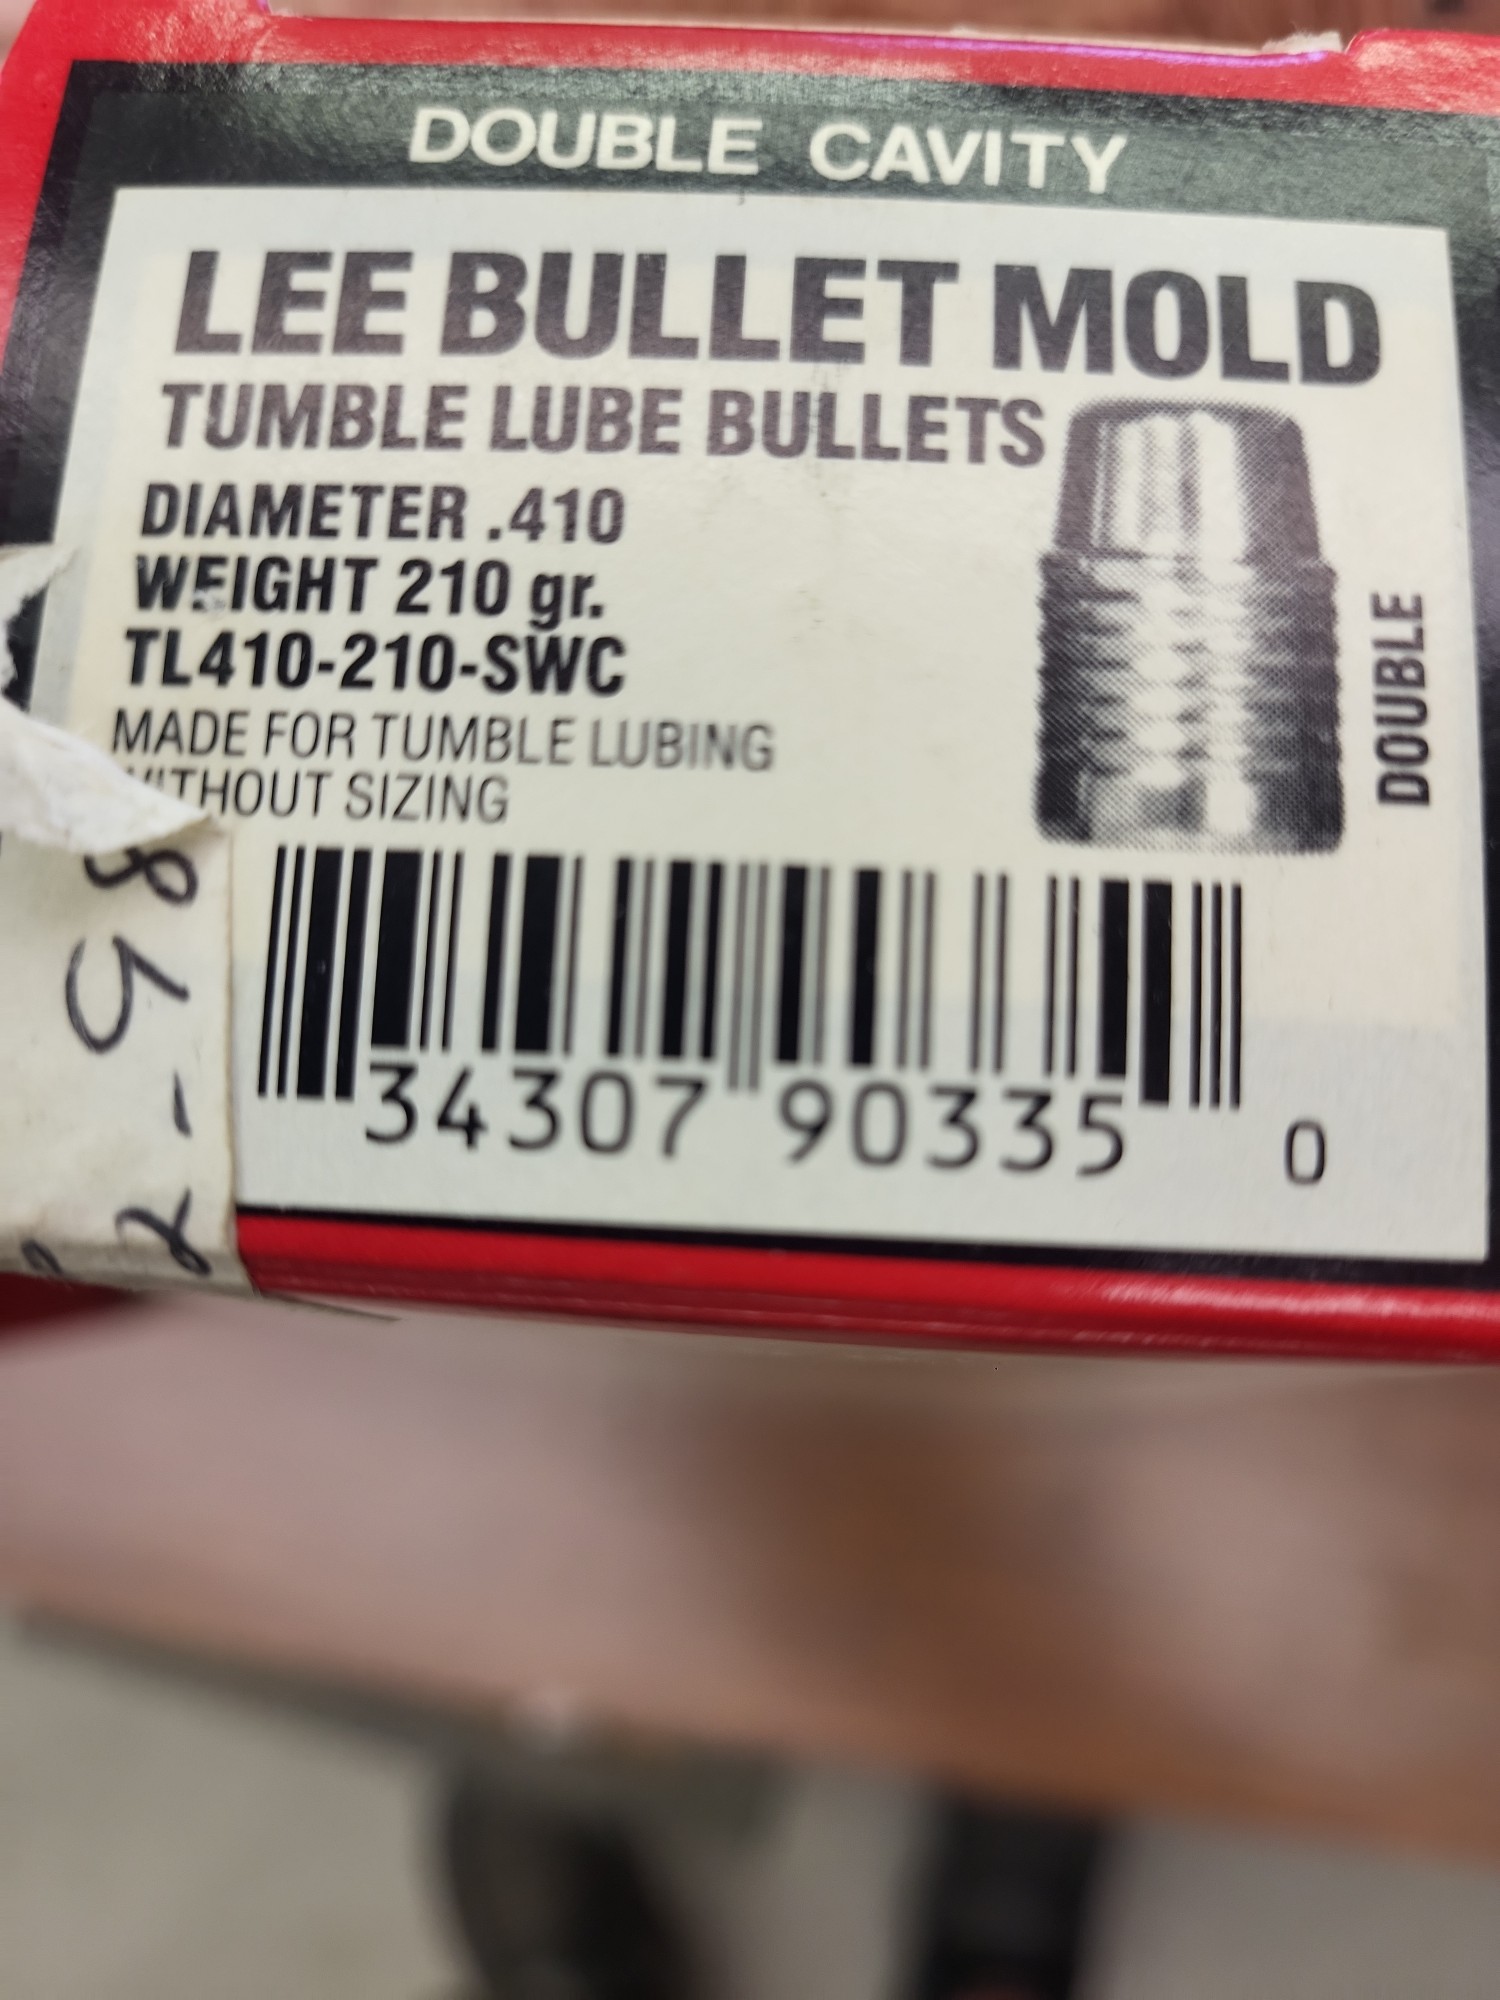 DOUBLE CAVITY
LEE BULLET MOLD
TUMBLE LUBE BULLETS
DIAMETER .410
WEIGHT 210 gr.
TL410-210-SWC
MADE FOR TUMBLE LUBING
WITHOUT SIZING
DOUBLE
34307 90335 0